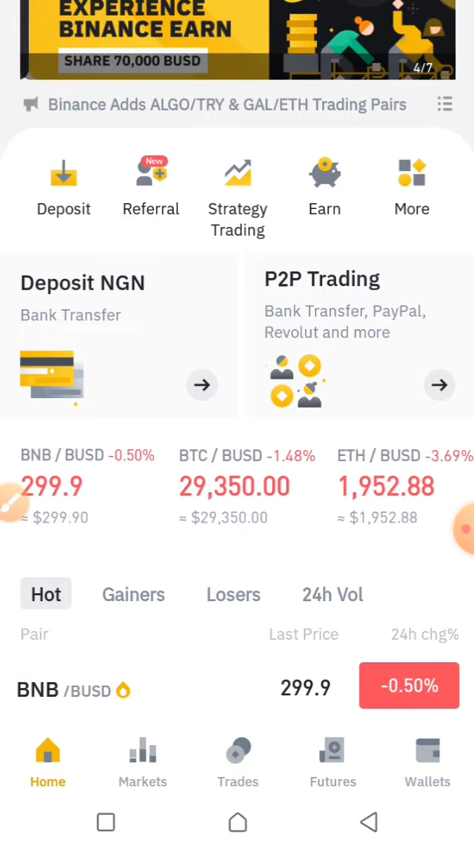 EXPERIENCE
BINANCE EARN
SHARE 70,000 BUSD
4/7
Binance Adds ALGO/TRY & GAL/ETH Trading Pairs
New
Deposit
Referral
Strategy
Trading
Earn
More
Deposit NGN
Bank Transfer
P2P Trading
Bank Transfer, PayPal,
Revolut and more
BNB / BUSD -0.50%
299.9
≈ $299.90
BTC / BUSD -1.48%
29,350.00
≈ $29,350.00
ETH / BUSD -3.69%
1,952.88
≈ $1,952.88
Hot Gainers Losers 24h Vol
Pair Last Price 24h chg%
BNB /BUSD 299.9 -0.50%
Home Markets Trades Futures Wallets